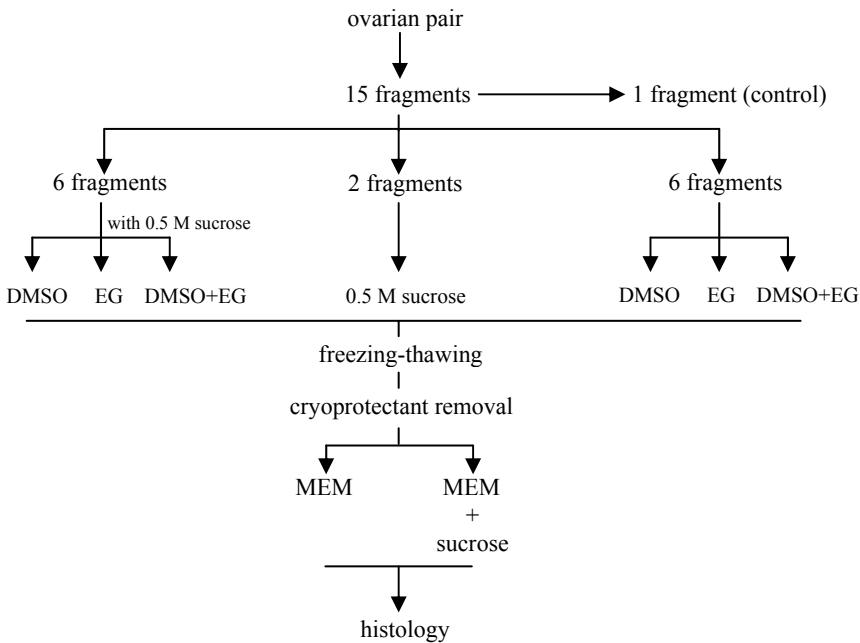 ovarian pair
15 fragments
1 fragment (control)
6 fragments
2 fragments
6 fragments
with 0.5 M sucrose
DMSO
EG
DMSO+EG
0.5 M sucrose
DMSO
EG
DMSO+EG
freezing-thawing
cryoprotectant removal
MEM
MEM
+
sucrose
histology